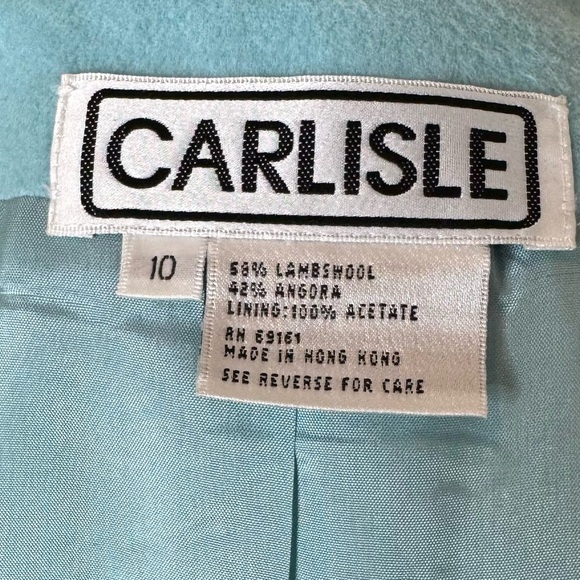 CARLISLE
10
58% LAMBSWOOL
42% ANGORA
LINING:100% ACETATE
RN 69161
MADE IN HONG KONG
SEE REVERSE FOR CARE